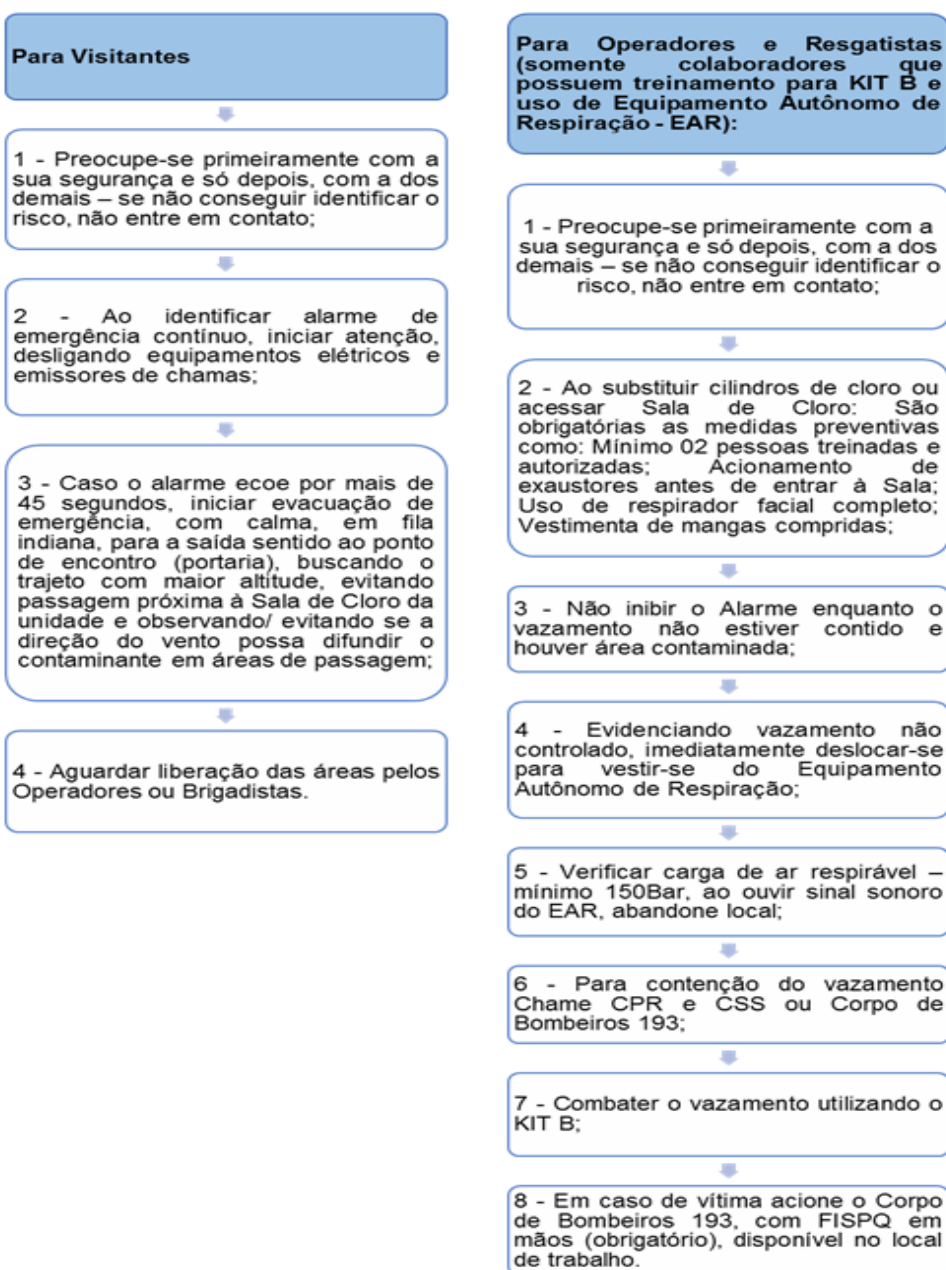 Para Visitantes
1 - Preocupe-se primeiramente com a
sua segurança e só depois, com a dos
demais – se não conseguir identificar o
risco, não entre em contato;
2 - Ao identificar alarme de
emergência contínuo, iniciar atenção,
desligando equipamentos elétricos e
emissores de chamas;
3 - Caso o alarme ecoe por mais de
45 segundos, iniciar evacuação de
emergência, com calma, em fila
indiana, para a saída sentido ao ponto
de encontro (portaria), buscando o
trajeto com maior altitude, evitando
passagem próxima à Sala de Cloro da
unidade e observando/ evitando se a
direção do vento possa difundir o
contaminante em áreas de passagem;
4 - Aguardar liberação das áreas pelos
Operadores ou Brigadistas.
Para Operadores e Resgatistas
(somente colaboradores que
possuem treinamento para KIT B e
uso de Equipamento Autônomo de
Respiração - EAR):
1 - Preocupe-se primeiramente com a
sua segurança e só depois, com a dos
demais – se não conseguir identificar o
risco, não entre em contato;
2 - Ao substituir cilindros de cloro ou
acessar Sala de Cloro: São
obrigatórias as medidas preventivas
como: Mínimo 02 pessoas treinadas e
autorizadas; Acionamento de
exaustores antes de entrar à Sala;
Uso de respirador facial completo;
Vestimenta de mangas compridas;
3 - Não inibir o Alarme enquanto o
vazamento não estiver contido e
houver área contaminada;
4 - Evidenciando vazamento não
controlado, imediatamente deslocar-se
para vestir-se do Equipamento
Autônomo de Respiração;
5 - Verificar carga de ar respirável –
mínimo 150Bar, ao ouvir sinal sonoro
do EAR, abandone local;
6 - Para contenção do vazamento
Chame CPR e CSS ou Corpo de
Bombeiros 193;
7 - Combater o vazamento utilizando o
KIT B;
8 - Em caso de vítima acione o Corpo
de Bombeiros 193, com FISPQ em
mãos (obrigatório), disponível no local
de trabalho.